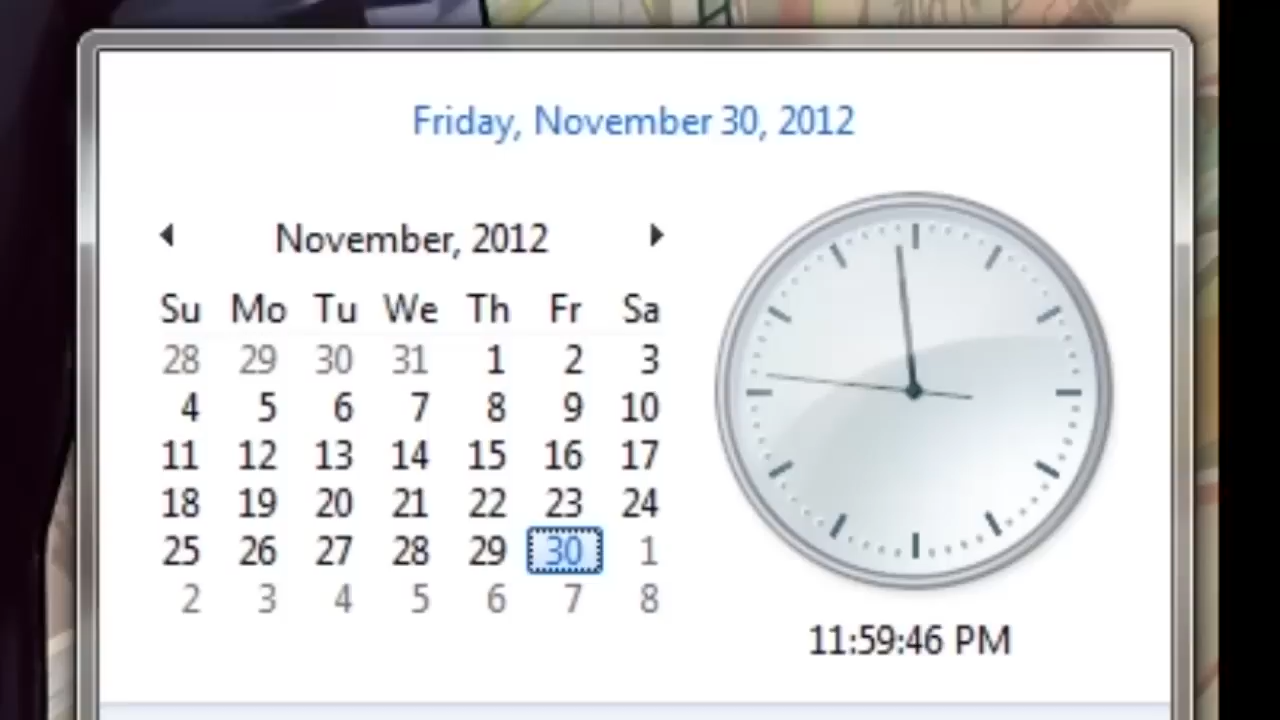 Friday, November 30, 2012
November, 2012
Su Mo Tu We Th Fr Sa
28 29 30 31 1 2 3
4 5 6 7 8 9 10
11 12 13 14 15 16 17
18 19 20 21 22 23 24
25 26 27 28 29 30 1
2 3 4 5 6 7 8
11:59:46 PM